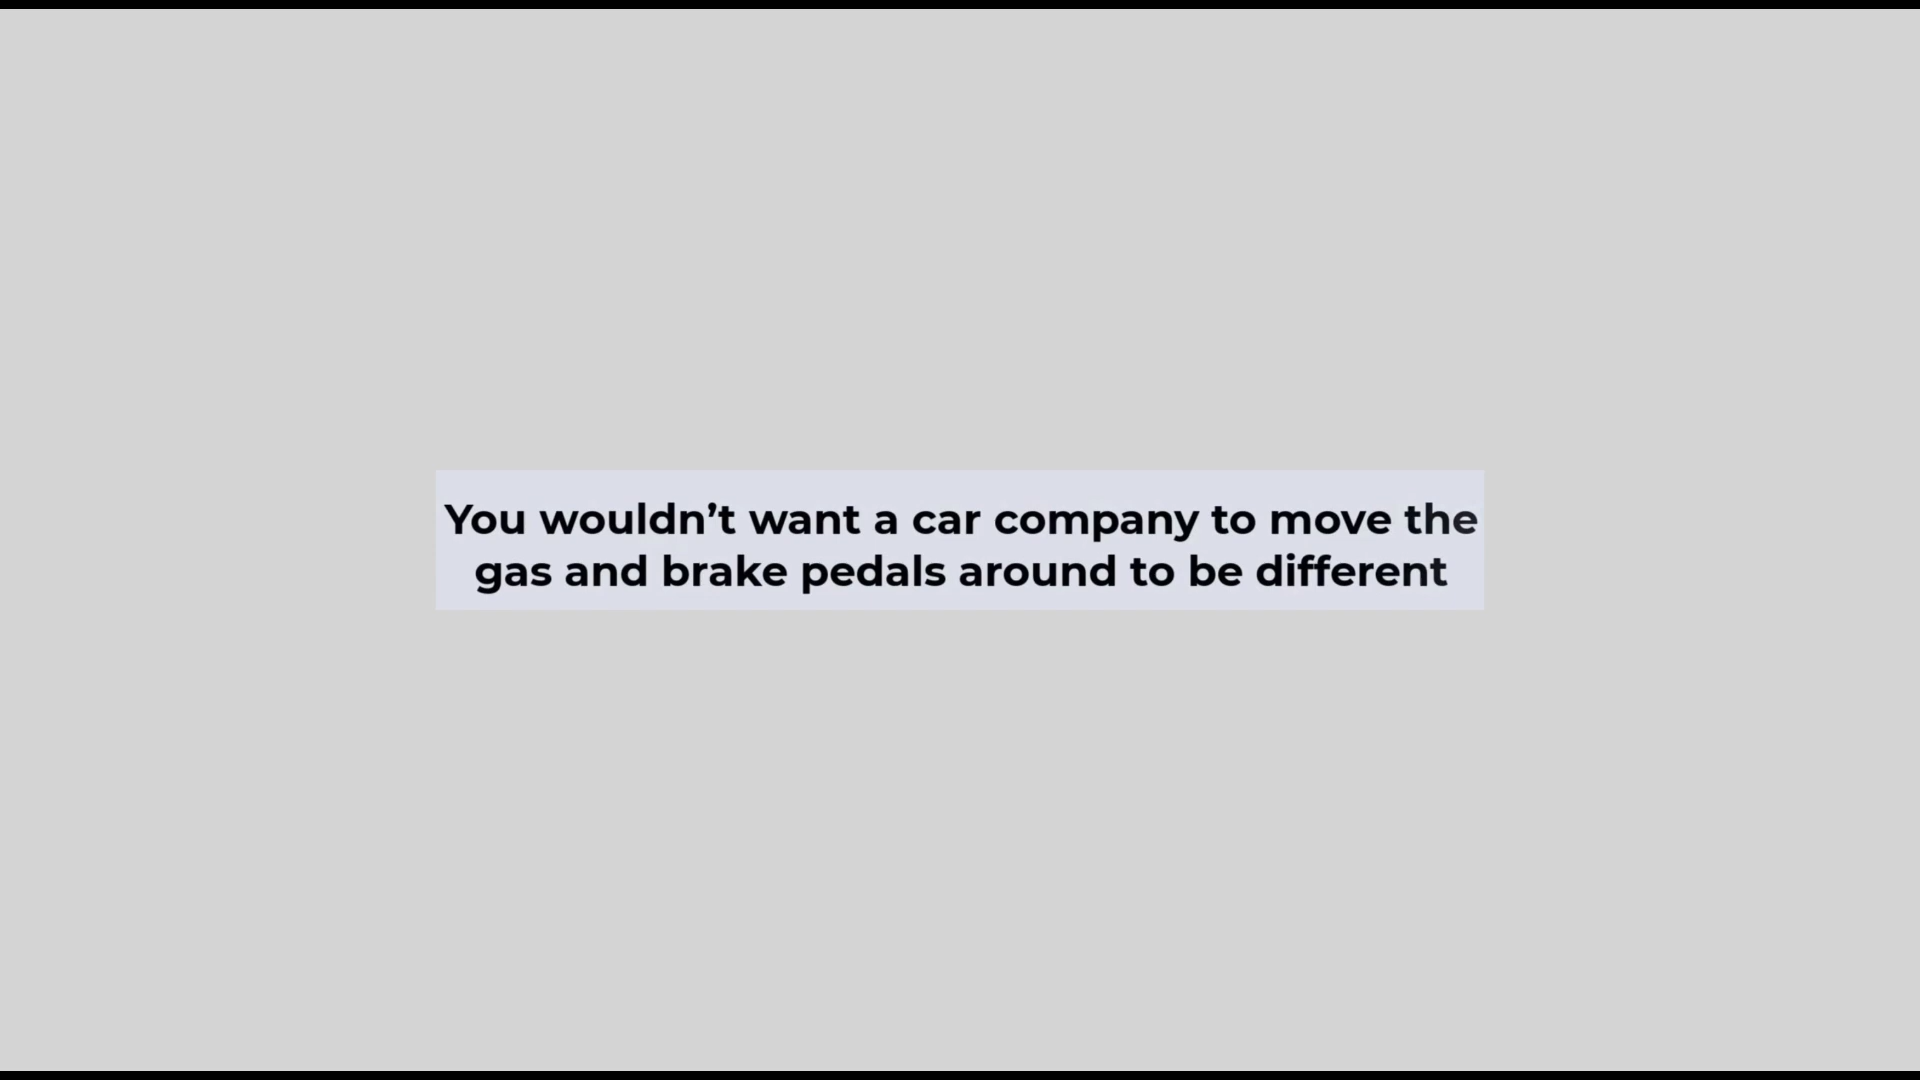 You wouldn’t want a car company to move the
gas and brake pedals around to be different